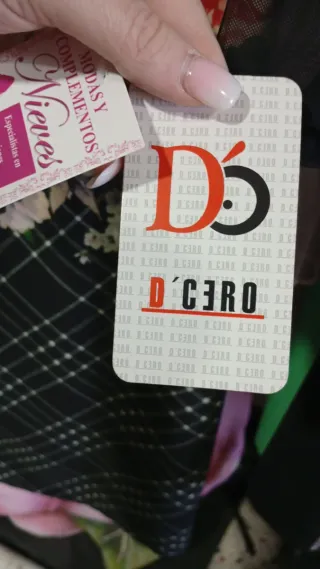 MODAS Y
COMPLEMENTOS
Nieves
Especialistas en
D'O
D´CERO